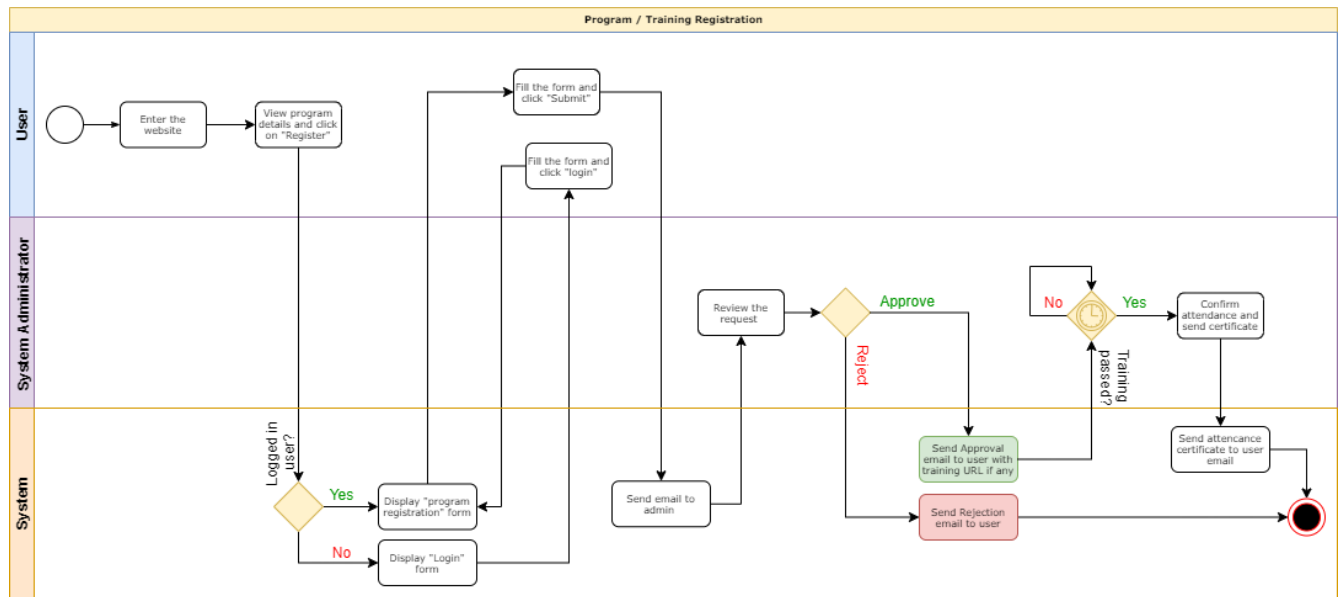 Program / Training Registration
User
Enter the
website
View program
details and click
on "Register"
Fill the form and
click "Submit"
Fill the form and
click "login"
System Administrator
Review the
request
Approve
Reject
No
Yes
Training
passed?
Confirm
attendance and
send certificate
System
Logged in
user?
Yes
No
Display "program
registration" form
Display "Login"
form
Send email to
admin
Send Approval
email to user with
training URL if any
Send Rejection
email to user
Send attencance
certificate to user
email